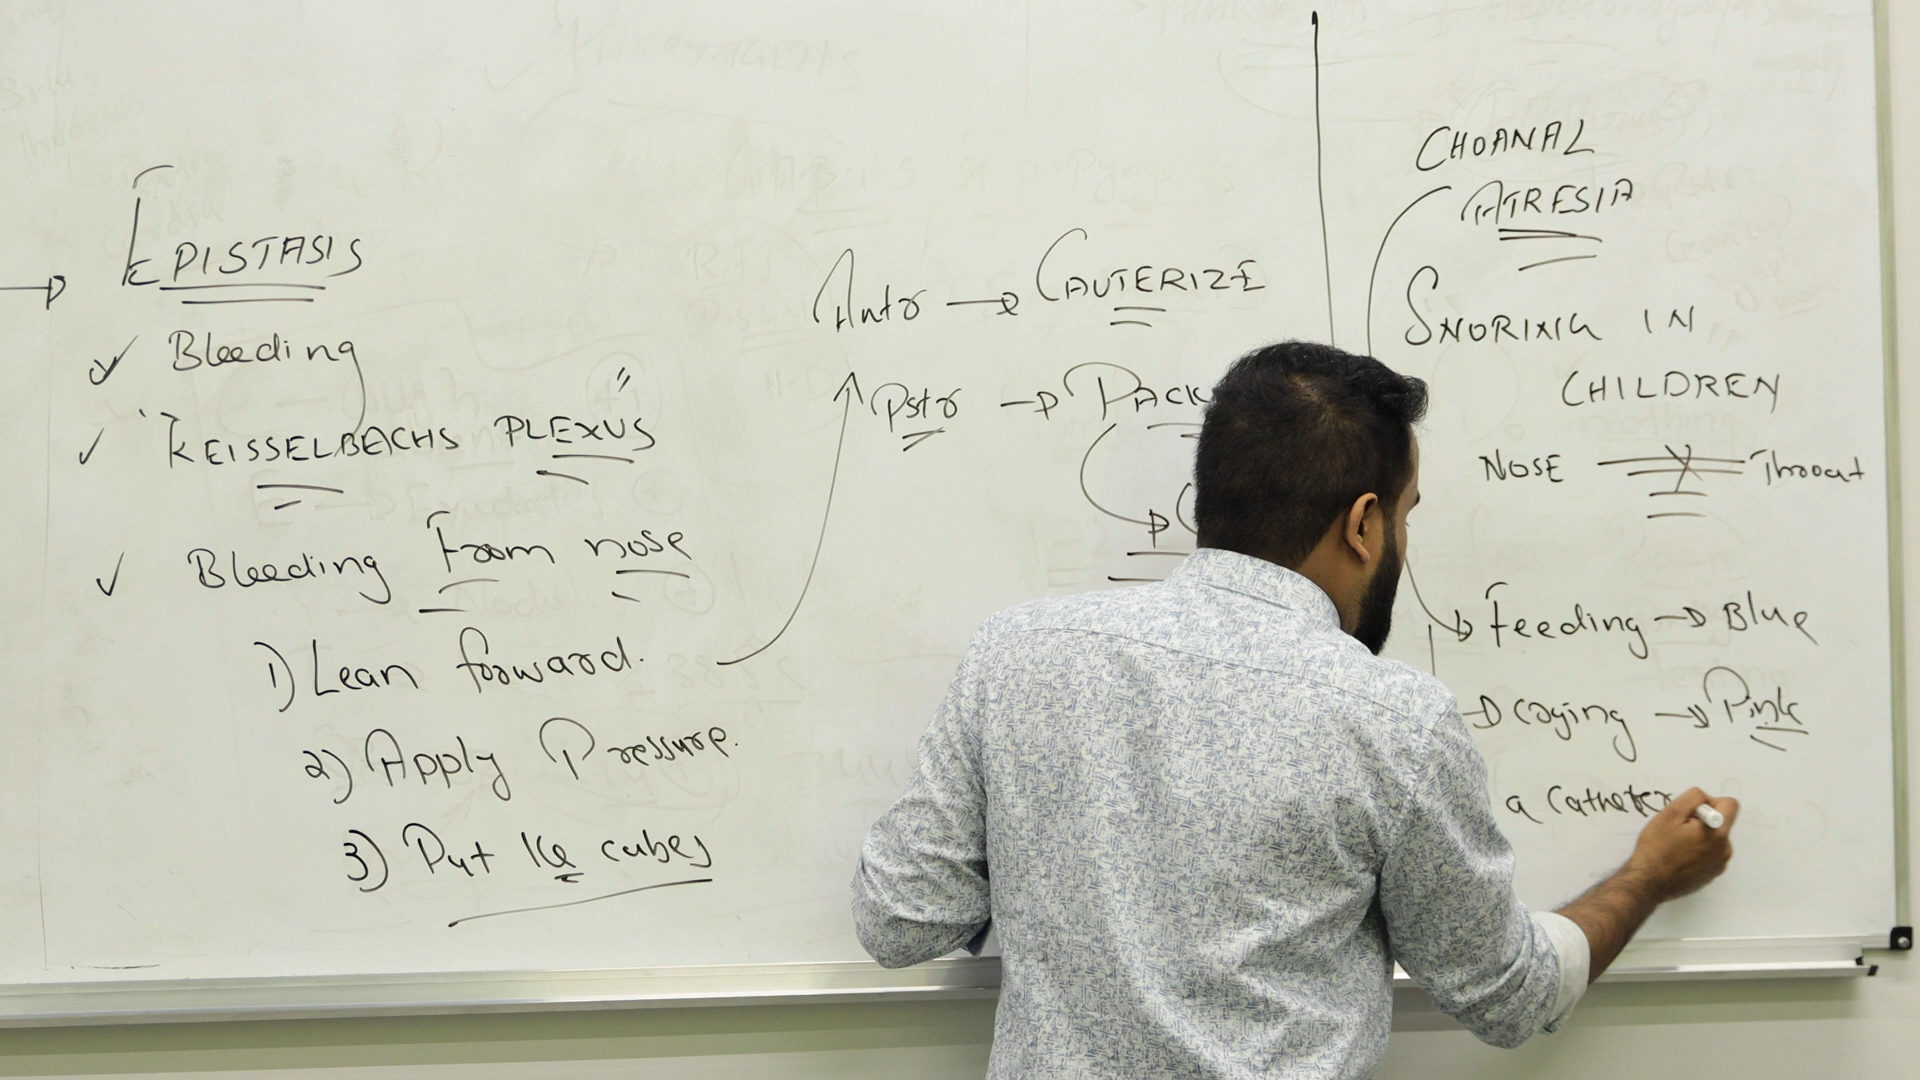 EPISTASIS
Bleeding
"KEISSELBACHS PLEXUS"
Bleeding From nose
1) Lean forward.
2) Apply Pressure.
3) Put Ice cubes
Antr → CAUTERIZE
Pstr → PACK
CHOANAL
ATRESIA
SNORING IN
CHILDREN
NOSE Throat
Feeding → Blue
Crying → Pink
a Catheter